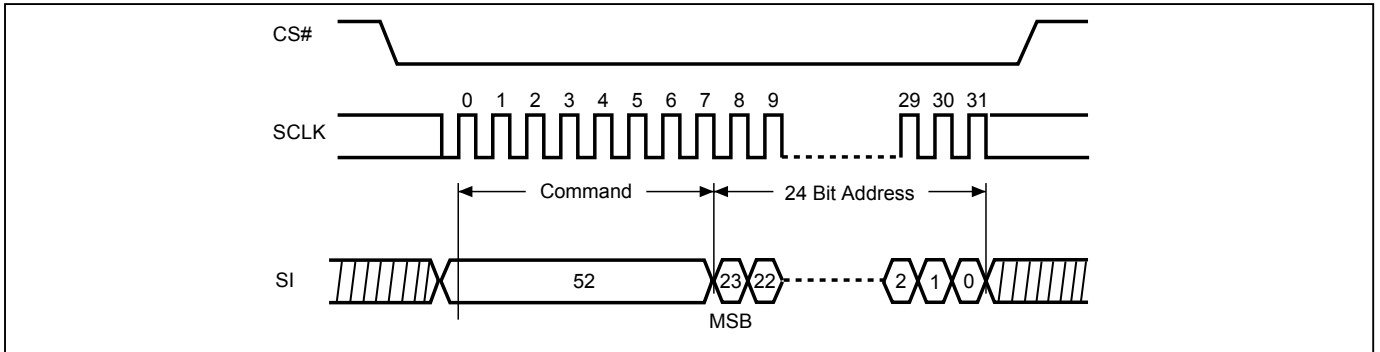 CS#
0 1 2 3 4 5 6 7 8 9 29 30 31
SCLK
Command 24 Bit Address
SI 52 23 22 2 1 0
MSB